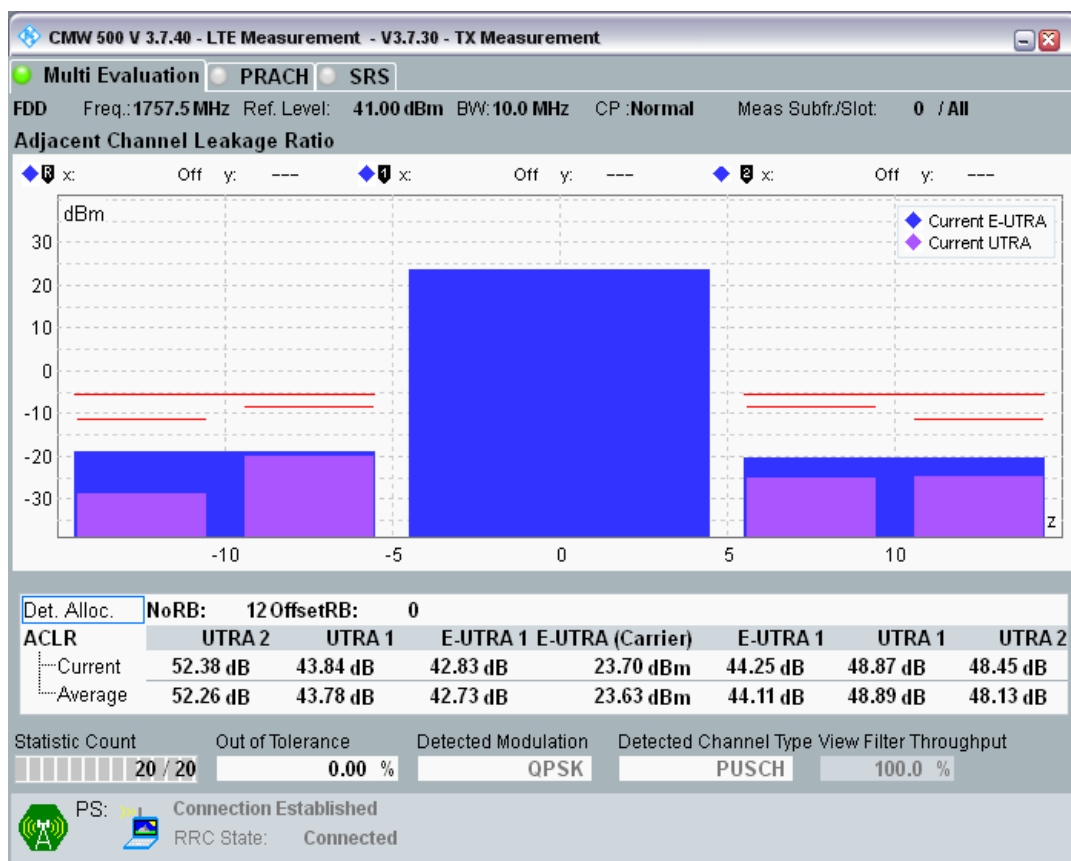 CMW 500 V 3.7.40 - LTE Measurement - V3.7.30 - TX Measurement
Multi Evaluation PRACH SRS
FDD Freq.: 1757.5 MHz Ref. Level: 41.00 dBm BW: 10.0 MHz CP :Normal Meas Subfr./Slot: 0 / All
Adjacent Channel Leakage Ratio
R x: Off y: --- 1 x: Off y: --- 2 x: Off y: ---
dBm
Current E-UTRA
Current UTRA
30
20
10
0
-10
-20
-30
z
-10 -5 0 5 10
Det. Alloc. NoRB: 12 OffsetRB: 0
ACLR UTRA 2 UTRA 1 E-UTRA 1 E-UTRA (Carrier) E-UTRA 1 UTRA 1 UTRA 2
Current 52.38 dB 43.84 dB 42.83 dB 23.70 dBm 44.25 dB 48.87 dB 48.45 dB
Average 52.26 dB 43.78 dB 42.73 dB 23.63 dBm 44.11 dB 48.89 dB 48.13 dB
Statistic Count Out of Tolerance Detected Modulation Detected Channel Type View Filter Throughput
20 / 20 0.00 % QPSK PUSCH 100.0 %
PS: Connection Established
RRC State: Connected